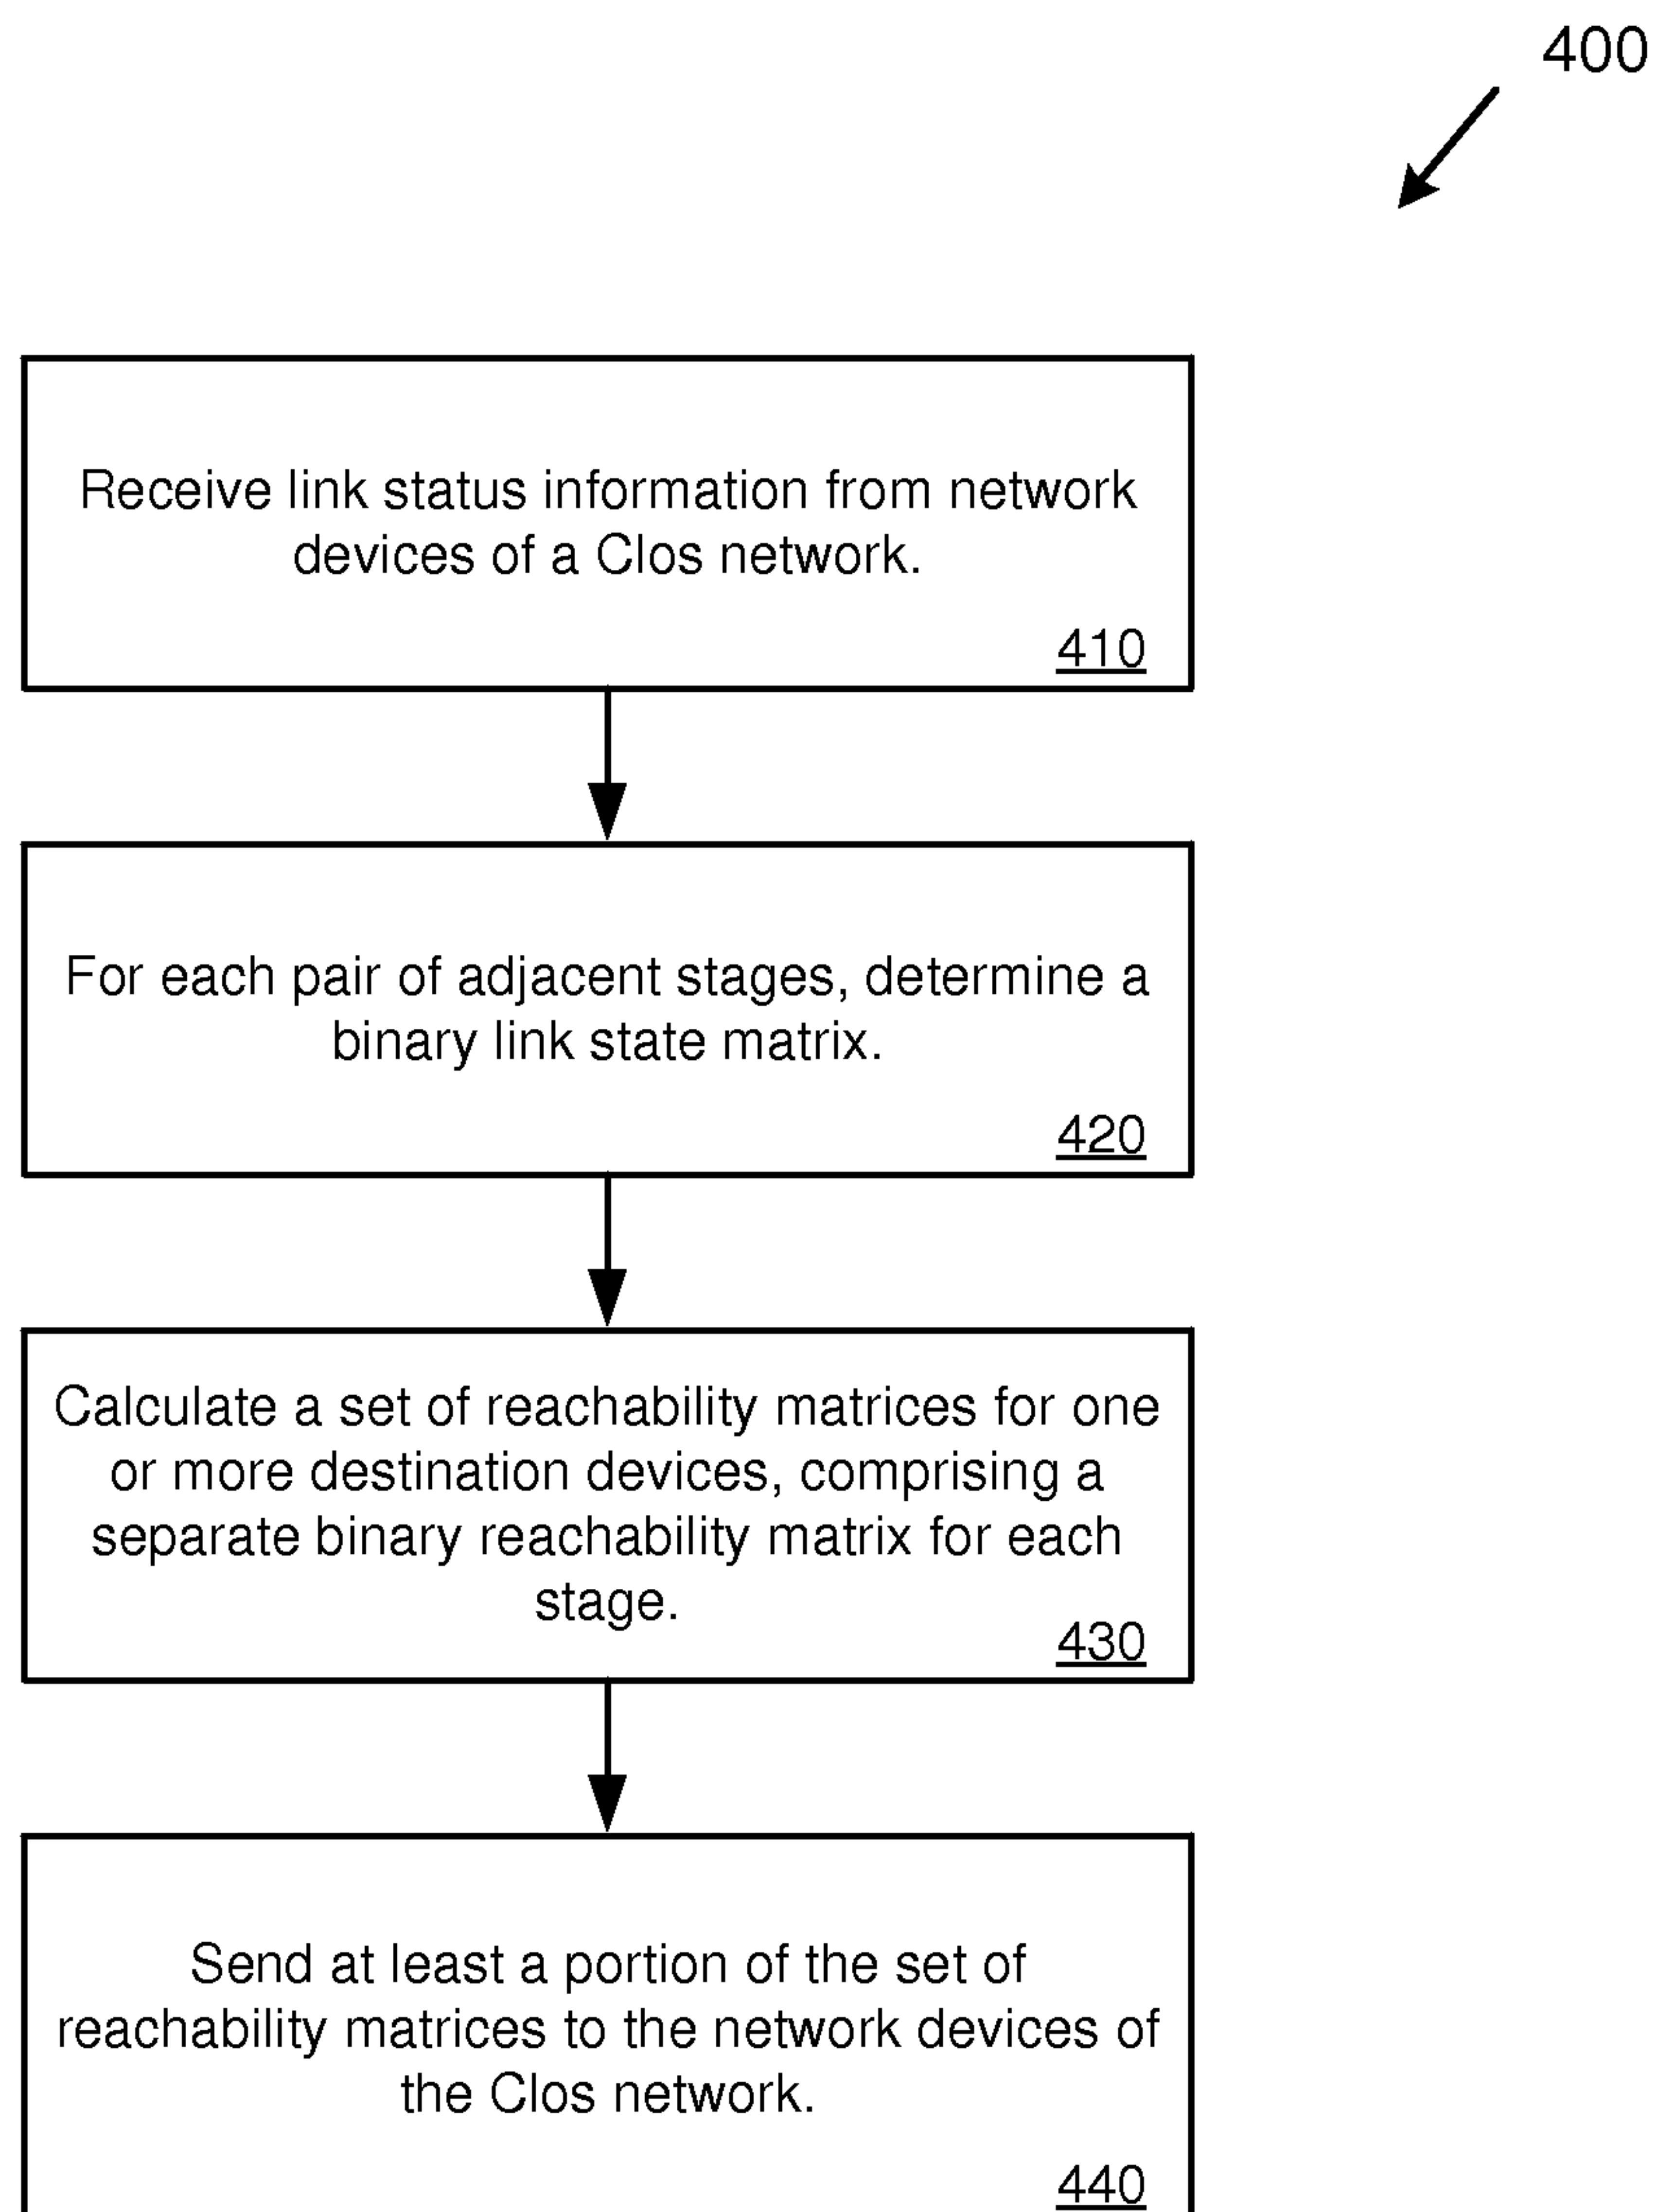 400
Receive link status information from network
devices of a Clos network.
410
For each pair of adjacent stages, determine a
binary link state matrix.
420
Calculate a set of reachability matrices for one
or more destination devices, comprising a
separate binary reachability matrix for each
stage.
430
Send at least a portion of the set of
reachability matrices to the network devices of
the Clos network.
440